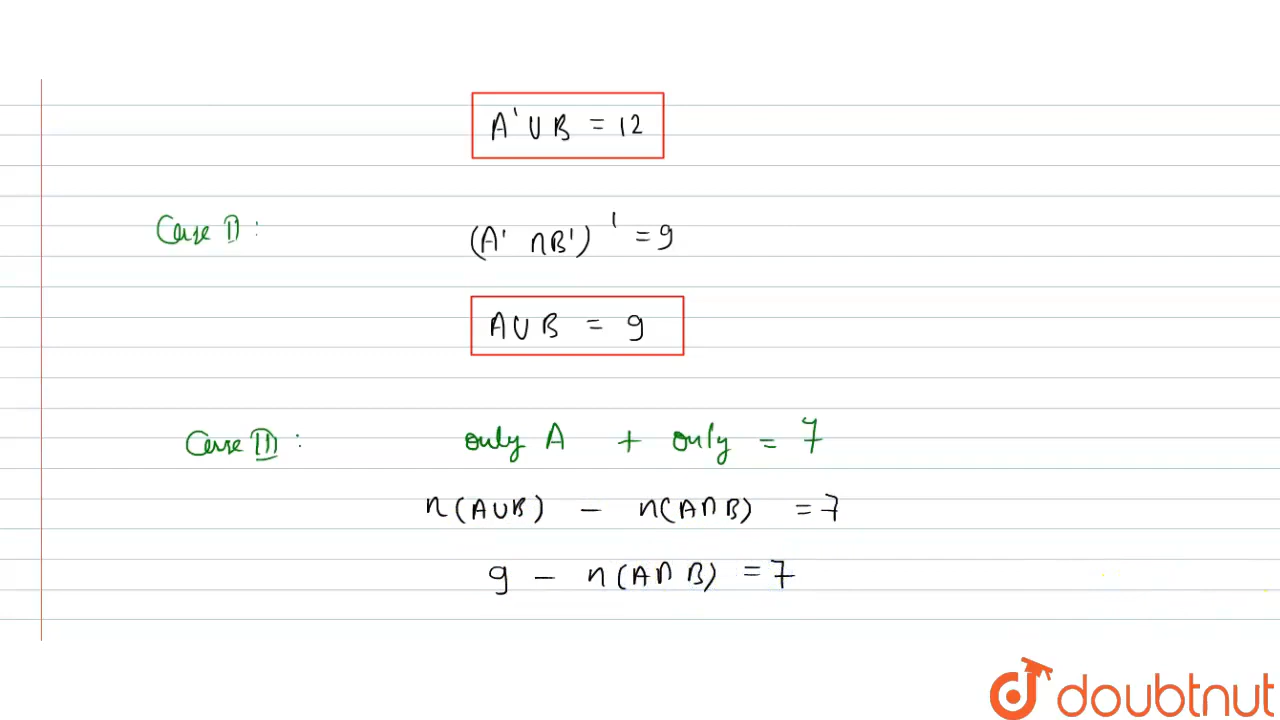 A' ∪ B = 12
Case II :
(A' ∩ B')' = 9
A ∪ B = 9
Case III : only A + only = 7
n(A∪B) − n(A∩B) = 7
9 − n(A∩B) = 7
doubtnut